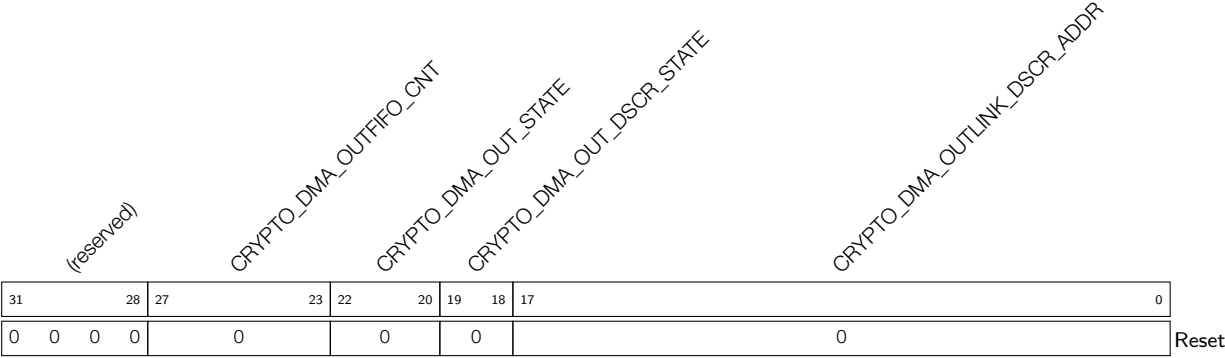 (reserved)
CRYPTO_DMA_OUTFIFO_CNT
CRYPTO_DMA_OUT_STATE
CRYPTO_DMA_OUT_DSCR_STATE
CRYPTO_DMA_OUTLINK_DSCR_ADDR
31 28 27 23 22 20 19 18 17 0
0 0 0 0 0 0 0 0 Reset